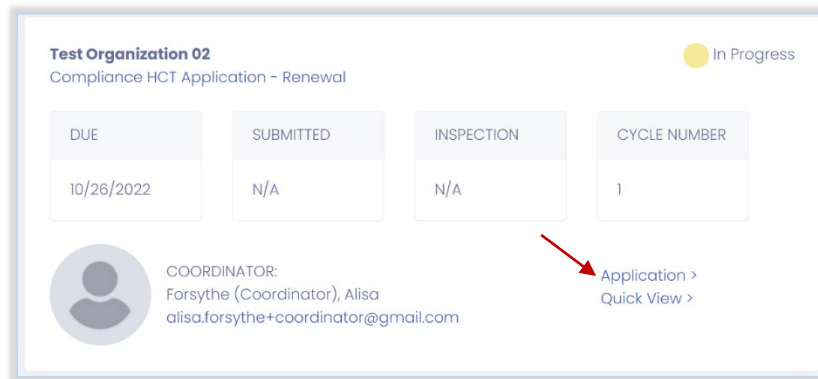 Test Organization 02
In Progress
Compliance HCT Application - Renewal
DUE
SUBMITTED
INSPECTION
CYCLE NUMBER
10/26/2022
N/A
N/A
1
COORDINATOR:
Forsythe (Coordinator), Alisa
alisa.forsythe+coordinator@gmail.com
Application >
Quick View >